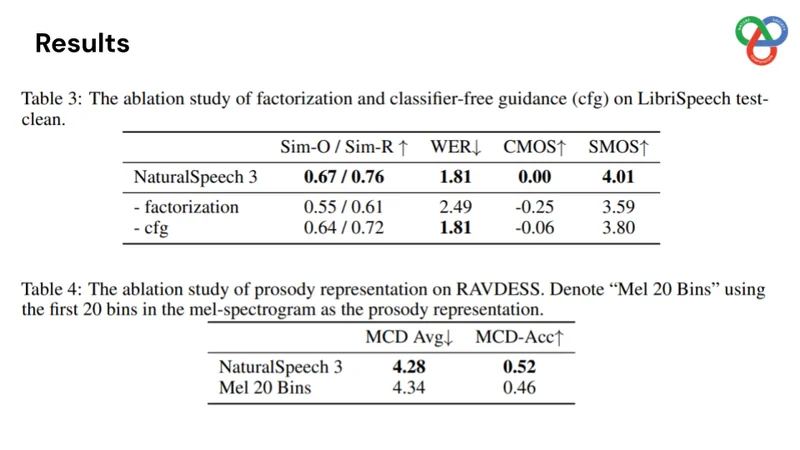 Results
Table 3: The ablation study of factorization and classifier-free guidance (cfg) on LibriSpeech test-
clean.
Sim-O / Sim-R ↑ WER↓ CMOS↑ SMOS↑
NaturalSpeech 3 0.67 / 0.76 1.81 0.00 4.01
- factorization 0.55 / 0.61 2.49 -0.25 3.59
- cfg 0.64 / 0.72 1.81 -0.06 3.80
Table 4: The ablation study of prosody representation on RAVDESS. Denote “Mel 20 Bins” using
the first 20 bins in the mel-spectrogram as the prosody representation.
MCD Avg↓ MCD-Acc↑
NaturalSpeech 3 4.28 0.52
Mel 20 Bins 4.34 0.46